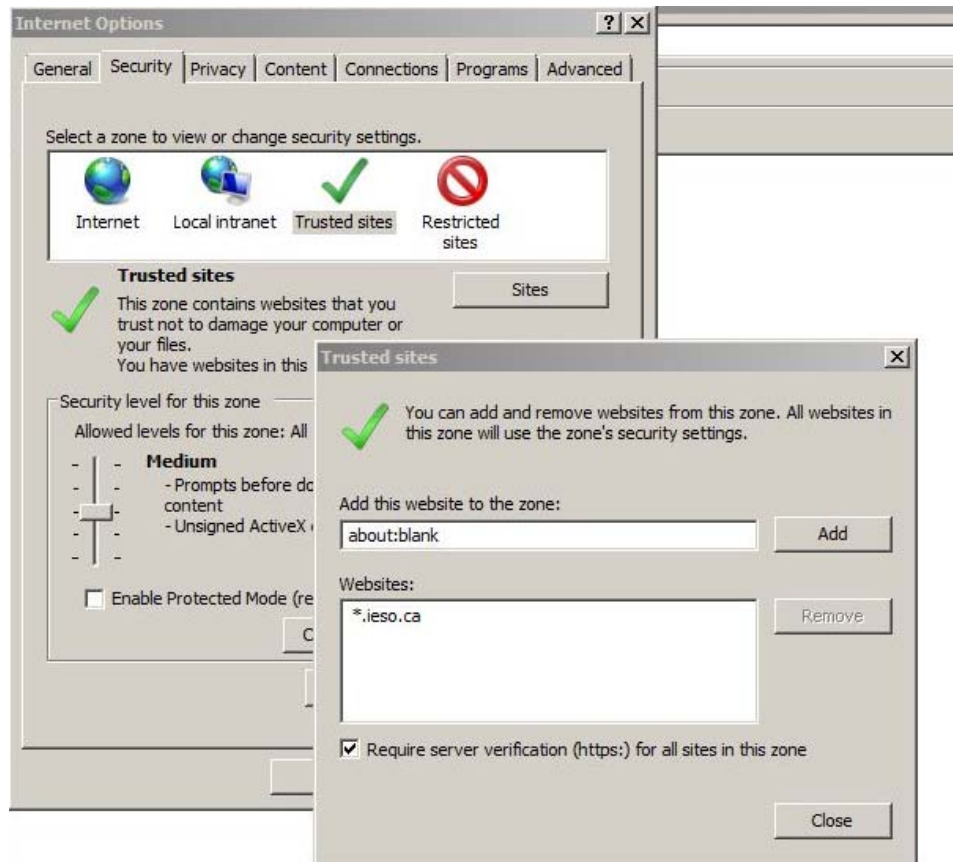 Internet Options
General Security Privacy Content Connections Programs Advanced
Select a zone to view or change security settings.
Internet Local intranet Trusted sites Restricted sites
Trusted sites
Sites
This zone contains websites that you
trust not to damage your computer or
your files.
You have websites in this
Security level for this zone
Allowed levels for this zone: All
Medium
- Prompts before do
content
- Unsigned ActiveX
Enable Protected Mode (re
C
Trusted sites
You can add and remove websites from this zone. All websites in
this zone will use the zone's security settings.
Add this website to the zone:
about:blank
Add
Websites:
*.ieso.ca
Remove
Require server verification (https:) for all sites in this zone
Close